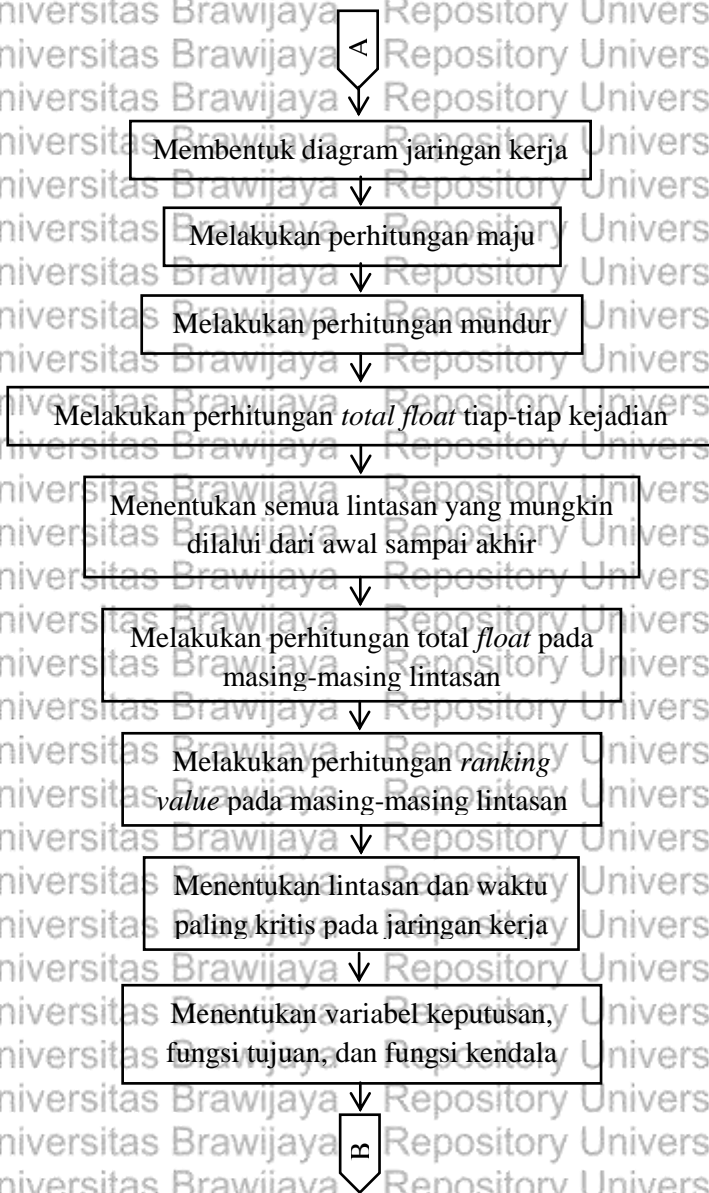 A
Membentuk diagram jaringan kerja
Melakukan perhitungan maju
Melakukan perhitungan mundur
Melakukan perhitungan total float tiap-tiap kejadian
Menentukan semua lintasan yang mungkin
dilalui dari awal sampai akhir
Melakukan perhitungan total float pada
masing-masing lintasan
Melakukan perhitungan ranking
value pada masing-masing lintasan
Menentukan lintasan dan waktu
paling kritis pada jaringan kerja
Menentukan variabel keputusan,
fungsi tujuan, dan fungsi kendala
B